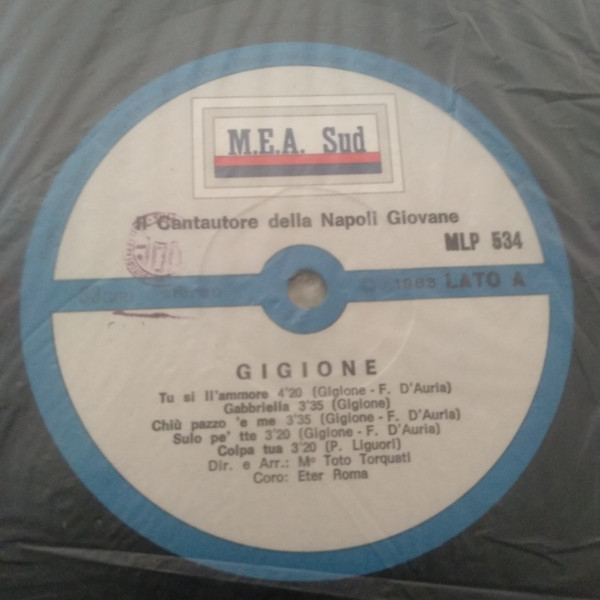 M.E.A. Sud
Il Cantautore della Napoli Giovane
MLP 534
stereo
© 1983 LATO A
GIGIONE
Tu si ll'ammore 4'20 (Gigione - F. D'Auria)
Gabbriella 3'35 (Gigione)
Chiù pazzo 'e me 3'35 (Gigione - F. D'Auria)
Sulo pe' tte 3'20 (Gigione - F. D'Auria)
Colpa tua 3'20 (P. Liguori)
Dir. e Arr.: Mº Toto Torquati
Coro: Eter Roma